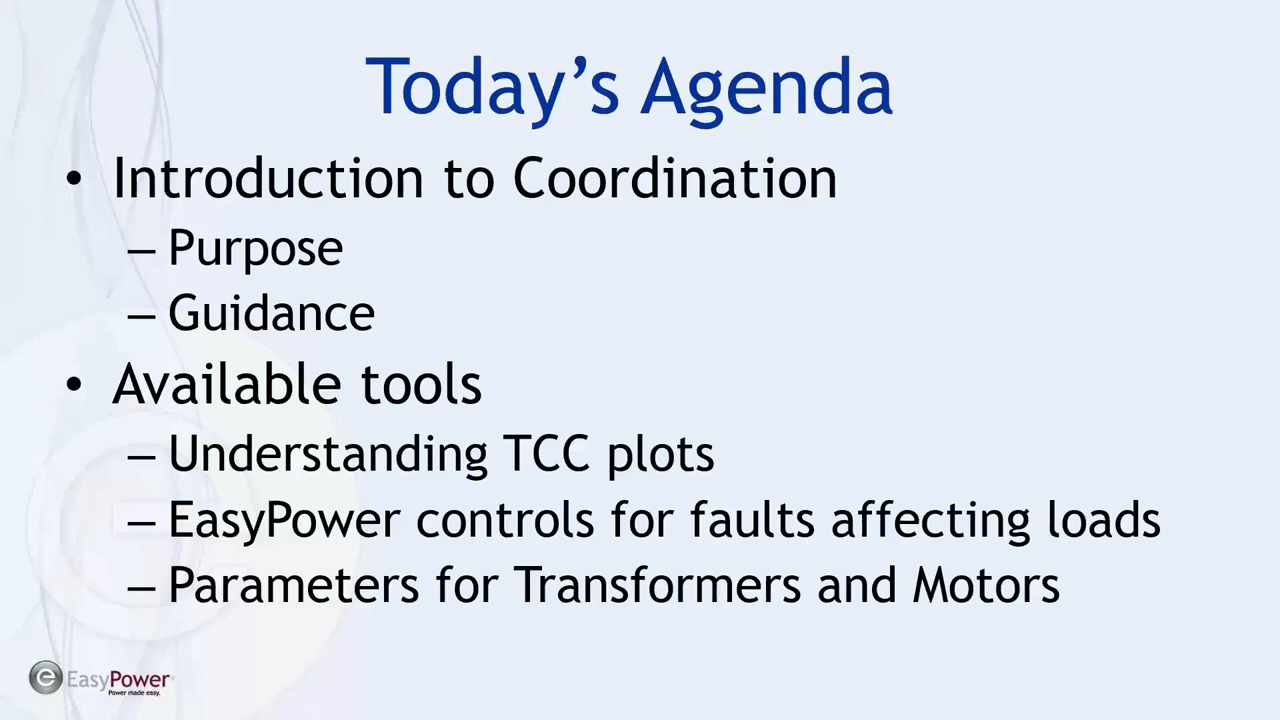 Today’s Agenda
• Introduction to Coordination
– Purpose
– Guidance
• Available tools
– Understanding TCC plots
– EasyPower controls for faults affecting loads
– Parameters for Transformers and Motors
e EasyPower
Power made easy.